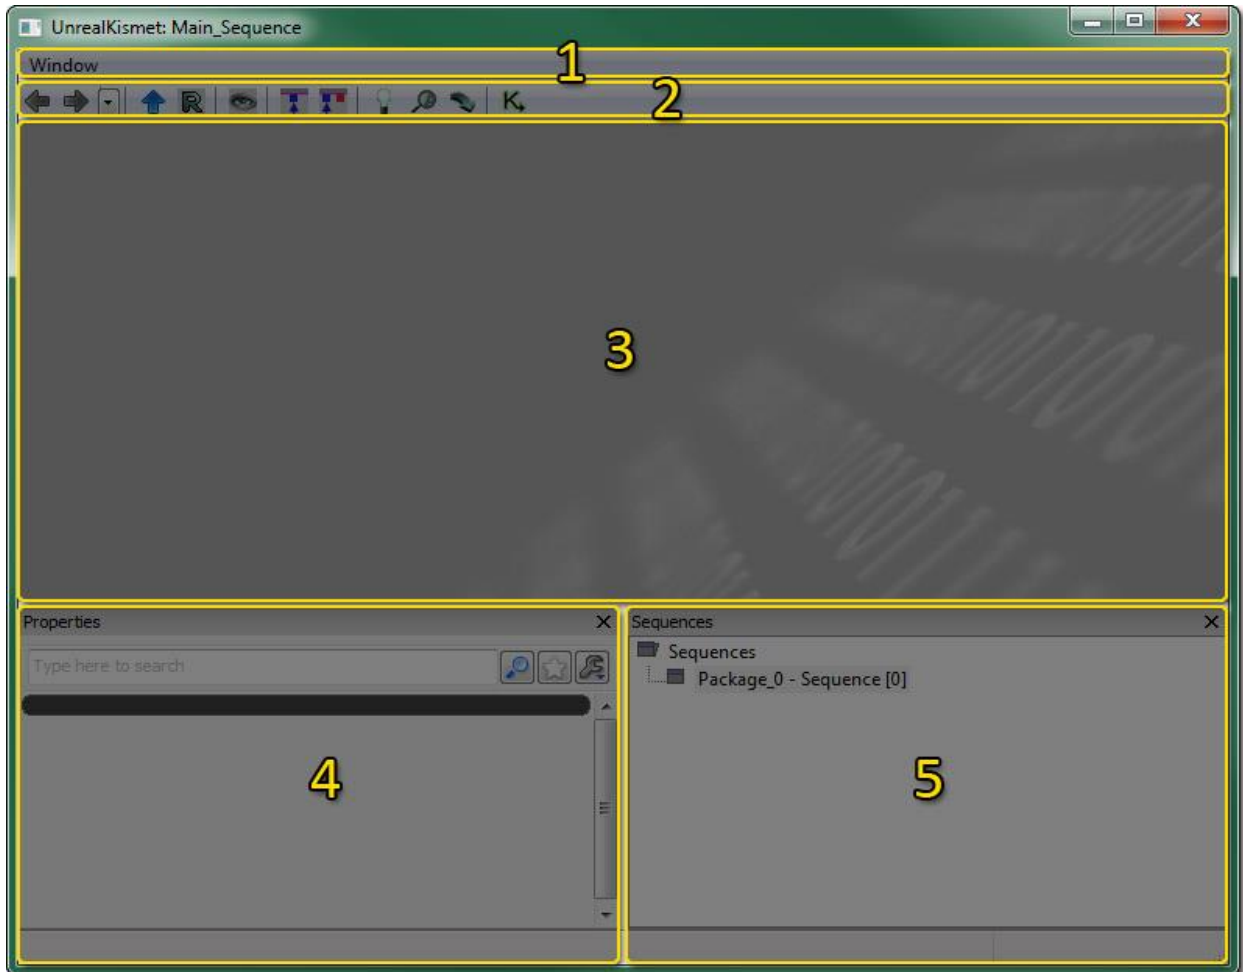 UnrealKismet: Main_Sequence
1
Window
2
R
K
3
Properties
Sequences
Type here to search
Sequences
Package_0 - Sequence [0]
4
5